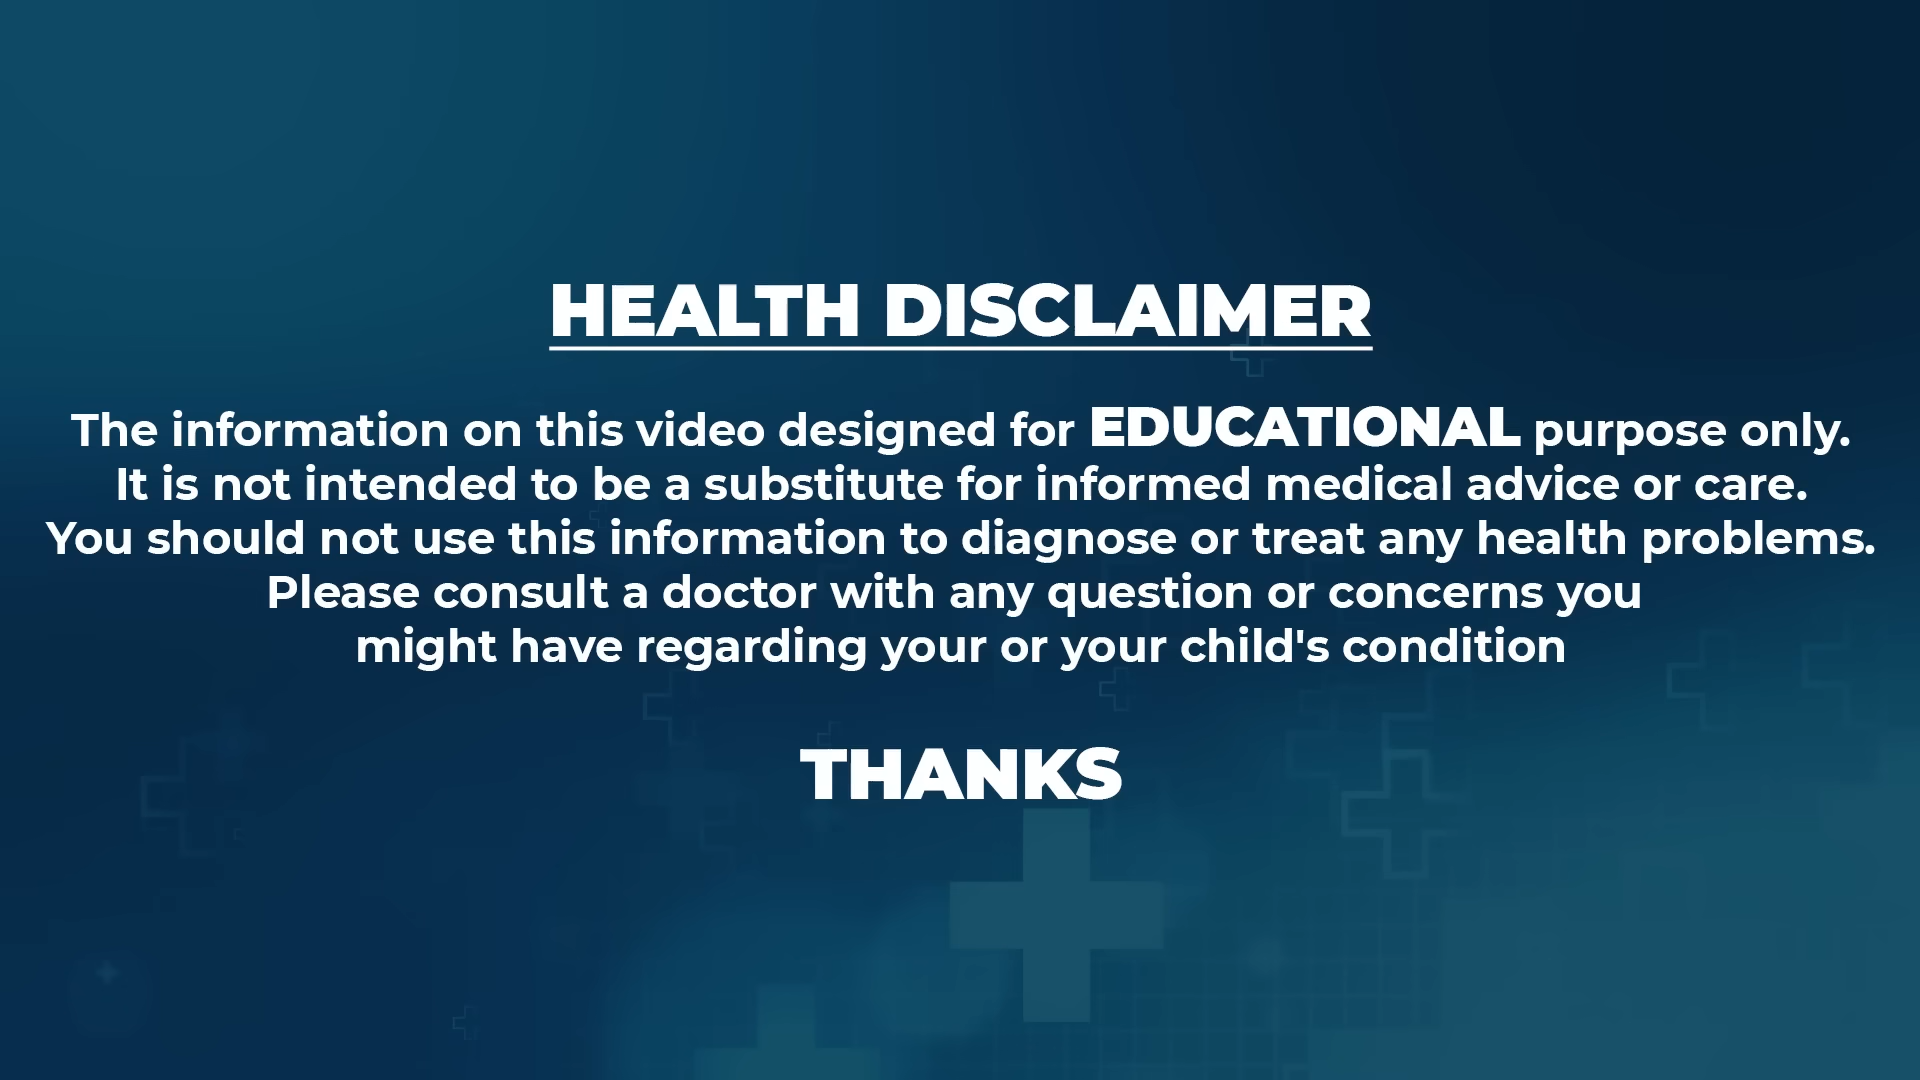 HEALTH DISCLAIMER
The information on this video designed for EDUCATIONAL purpose only.
It is not intended to be a substitute for informed medical advice or care.
You should not use this information to diagnose or treat any health problems.
Please consult a doctor with any question or concerns you
might have regarding your or your child's condition
THANKS